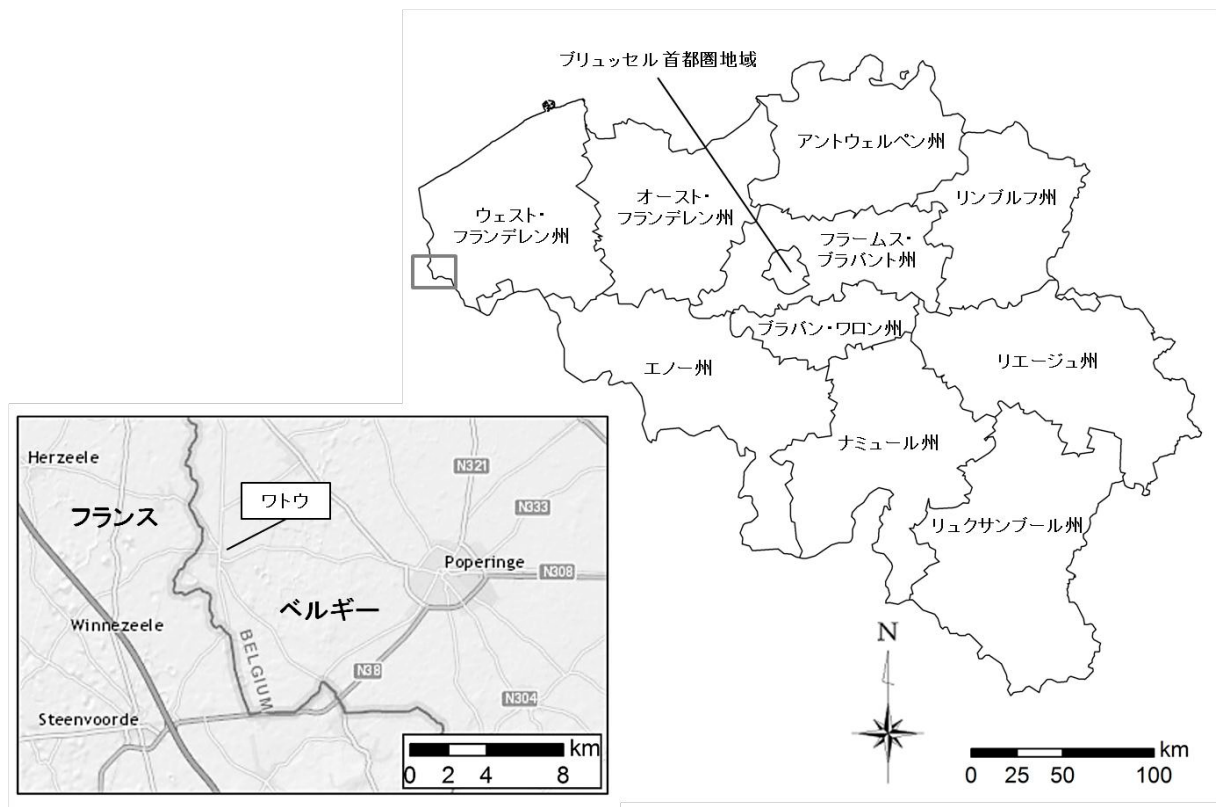 ブリュッセル首都圏地域
アントウェルペン州
リンブルフ州
オースト・
フランデレン州
ウェスト・
フランデレン州
フラームス・
ブラバント州
ブラバン・ワロン州
エノー州
リエージュ州
ナミュール州
リュクサンブール州
N
km
0 25 50 100
Herzeele
フランス
ワトウ
N321
N333
Poperinge
N308
ベルギー
Winnezeele
BELGIUM
N38
N304
Steenvoorde
km
0 2 4 8